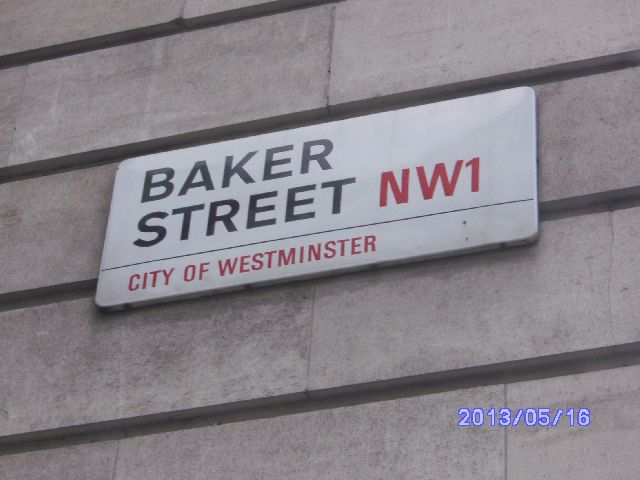 BAKER
STREET NW1
CITY OF WESTMINSTER
2013/05/16